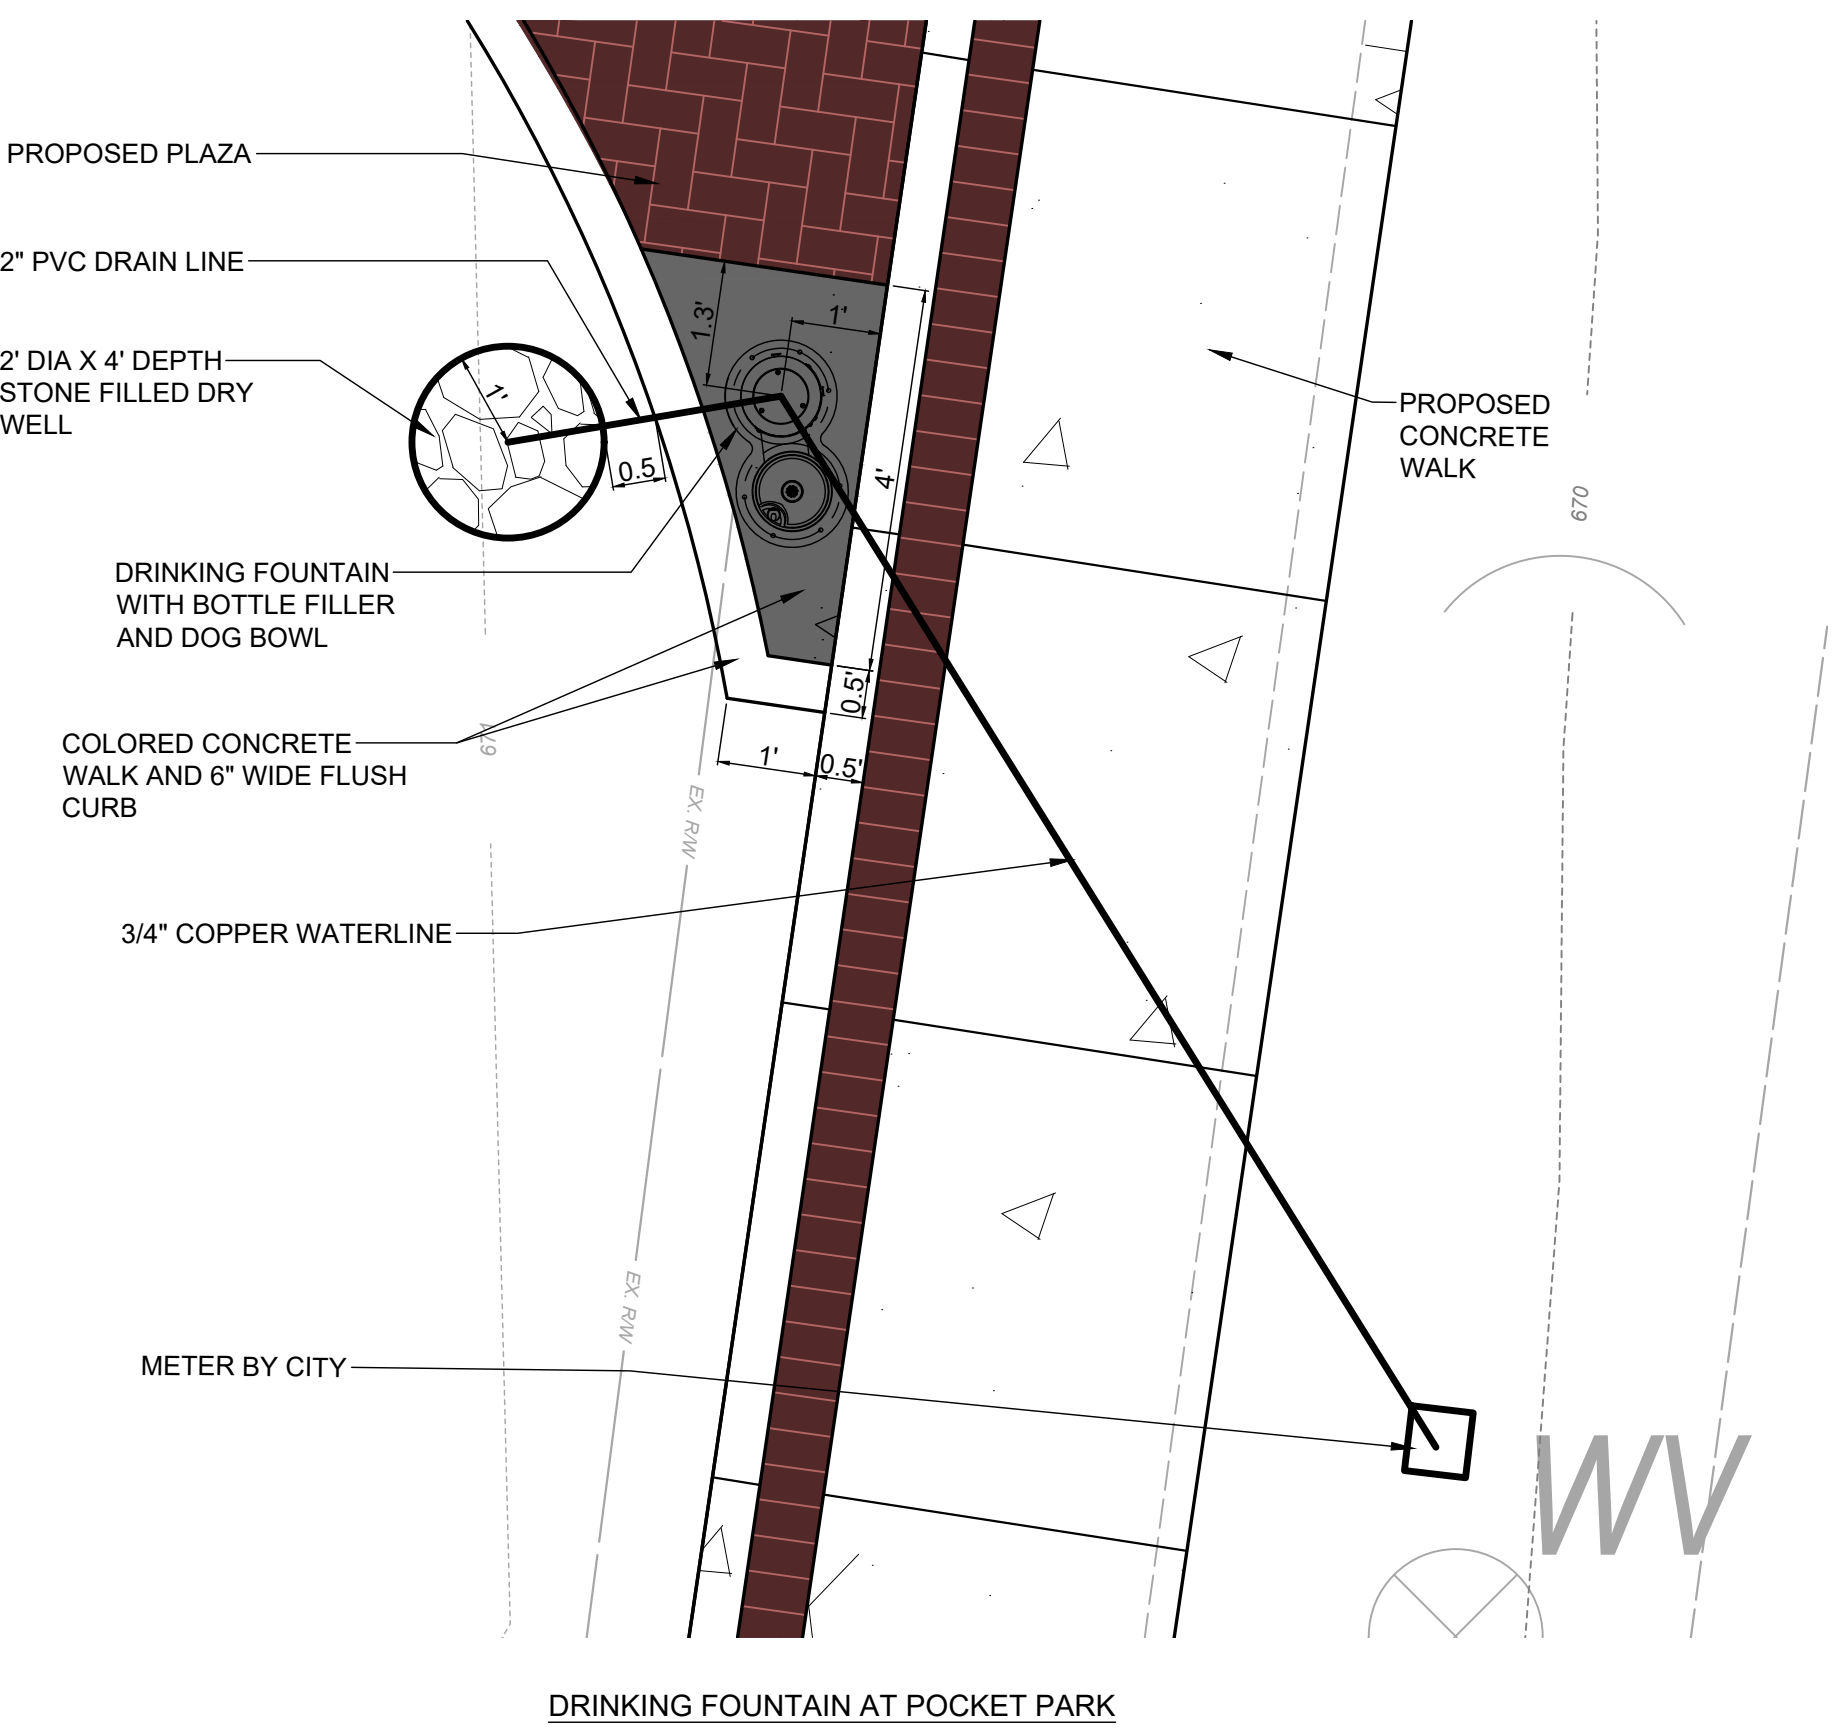 PROPOSED PLAZA
2" PVC DRAIN LINE
1.3'
1'
2' DIA X 4' DEPTH
STONE FILLED DRY
WELL
1'
0.5
4'
PROPOSED
CONCRETE
WALK
670
DRINKING FOUNTAIN
WITH BOTTLE FILLER
AND DOG BOWL
0.5'
COLORED CONCRETE
WALK AND 6" WIDE FLUSH
CURB
671
1'
0.5'
EX. R/W
3/4" COPPER WATERLINE
EX. R/W
METER BY CITY
WV
DRINKING FOUNTAIN AT POCKET PARK